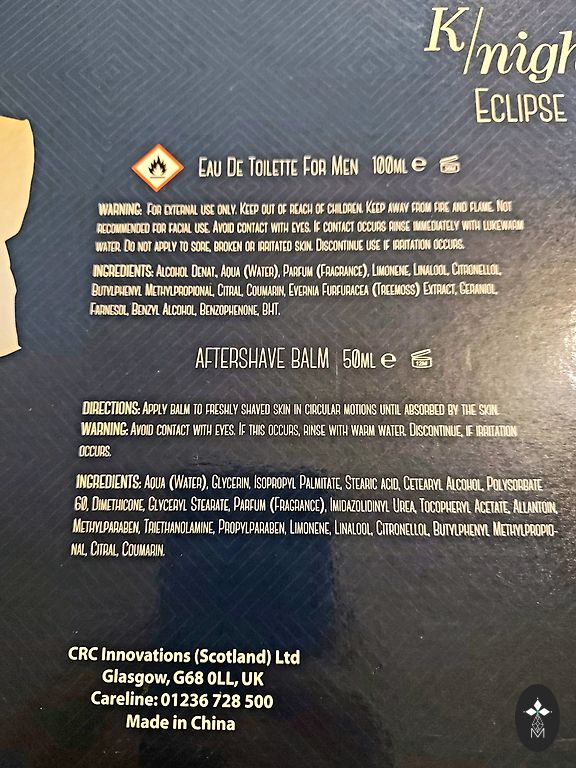 K/nigh
ECLIPSE
EAU DE TOILETTE FOR MEN 100ML ℮
WARNING: FOR EXTERNAL USE ONLY. KEEP OUT OF REACH OF CHILDREN. KEEP AWAY FROM FIRE AND FLAME. NOT
RECOMMENDED FOR FACIAL USE. AVOID CONTACT WITH EYES. IF CONTACT OCCURS RINSE IMMEDIATELY WITH LUKEWARM
WATER. DO NOT APPLY TO SORE, BROKEN OR IRRITATED SKIN. DISCONTINUE USE IF IRRITATION OCCURS.
INGREDIENTS: ALCOHOL DENAT., AQUA (WATER), PARFUM (FRAGRANCE), LIMONENE, LINALOOL, CITRONELLOL,
BUTYLPHENYL METHYLPROPIONAL, CITRAL, COUMARIN, EVERNIA FURFURACEA (TREEMOSS) EXTRACT, GERANIOL,
FARNESOL, BENZYL ALCOHOL, BENZOPHENONE, BHT.
AFTERSHAVE BALM 50ML ℮ 12M
DIRECTIONS: APPLY BALM TO FRESHLY SHAVED SKIN IN CIRCULAR MOTIONS UNTIL ABSORBED BY THE SKIN.
WARNING: AVOID CONTACT WITH EYES. IF THIS OCCURS, RINSE WITH WARM WATER. DISCONTINUE, IF IRRITATION
OCCURS.
INGREDIENTS: AQUA (WATER), GLYCERIN, ISOPROPYL PALMITATE, STEARIC ACID, CETEARYL ALCOHOL, POLYSORBATE
60, DIMETHICONE, GLYCERYL STEARATE, PARFUM (FRAGRANCE), IMIDAZOLIDINYL UREA, TOCOPHERYL ACETATE, ALLANTOIN,
METHYLPARABEN, TRIETHANOLAMINE, PROPYLPARABEN, LIMONENE, LINALOOL, CITRONELLOL, BUTYLPHENYL METHYLPROPIO-
NAL, CITRAL, COUMARIN.
CRC Innovations (Scotland) Ltd
Glasgow, G68 0LL, UK
Careline: 01236 728 500
Made in China
M